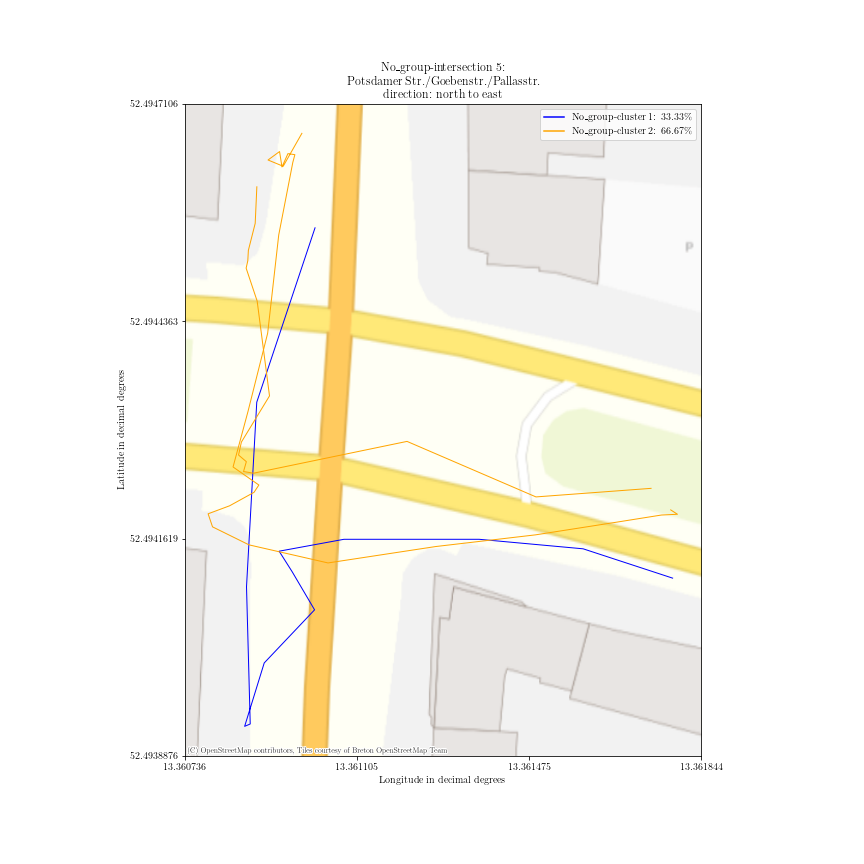 No_group-intersection 5:
Potsdamer Str./Goebenstr./Pallasstr.
direction: north to east
52.4947106
No_group-cluster 1: 33.33%
No_group-cluster 2: 66.67%
P
52.4944363
Latitude in decimal degrees
52.4941619
(C) OpenStreetMap contributors, Tiles courtesy of Breton OpenStreetMap Team
52.4938876
13.360736
13.361105
13.361475
13.361844
Longitude in decimal degrees